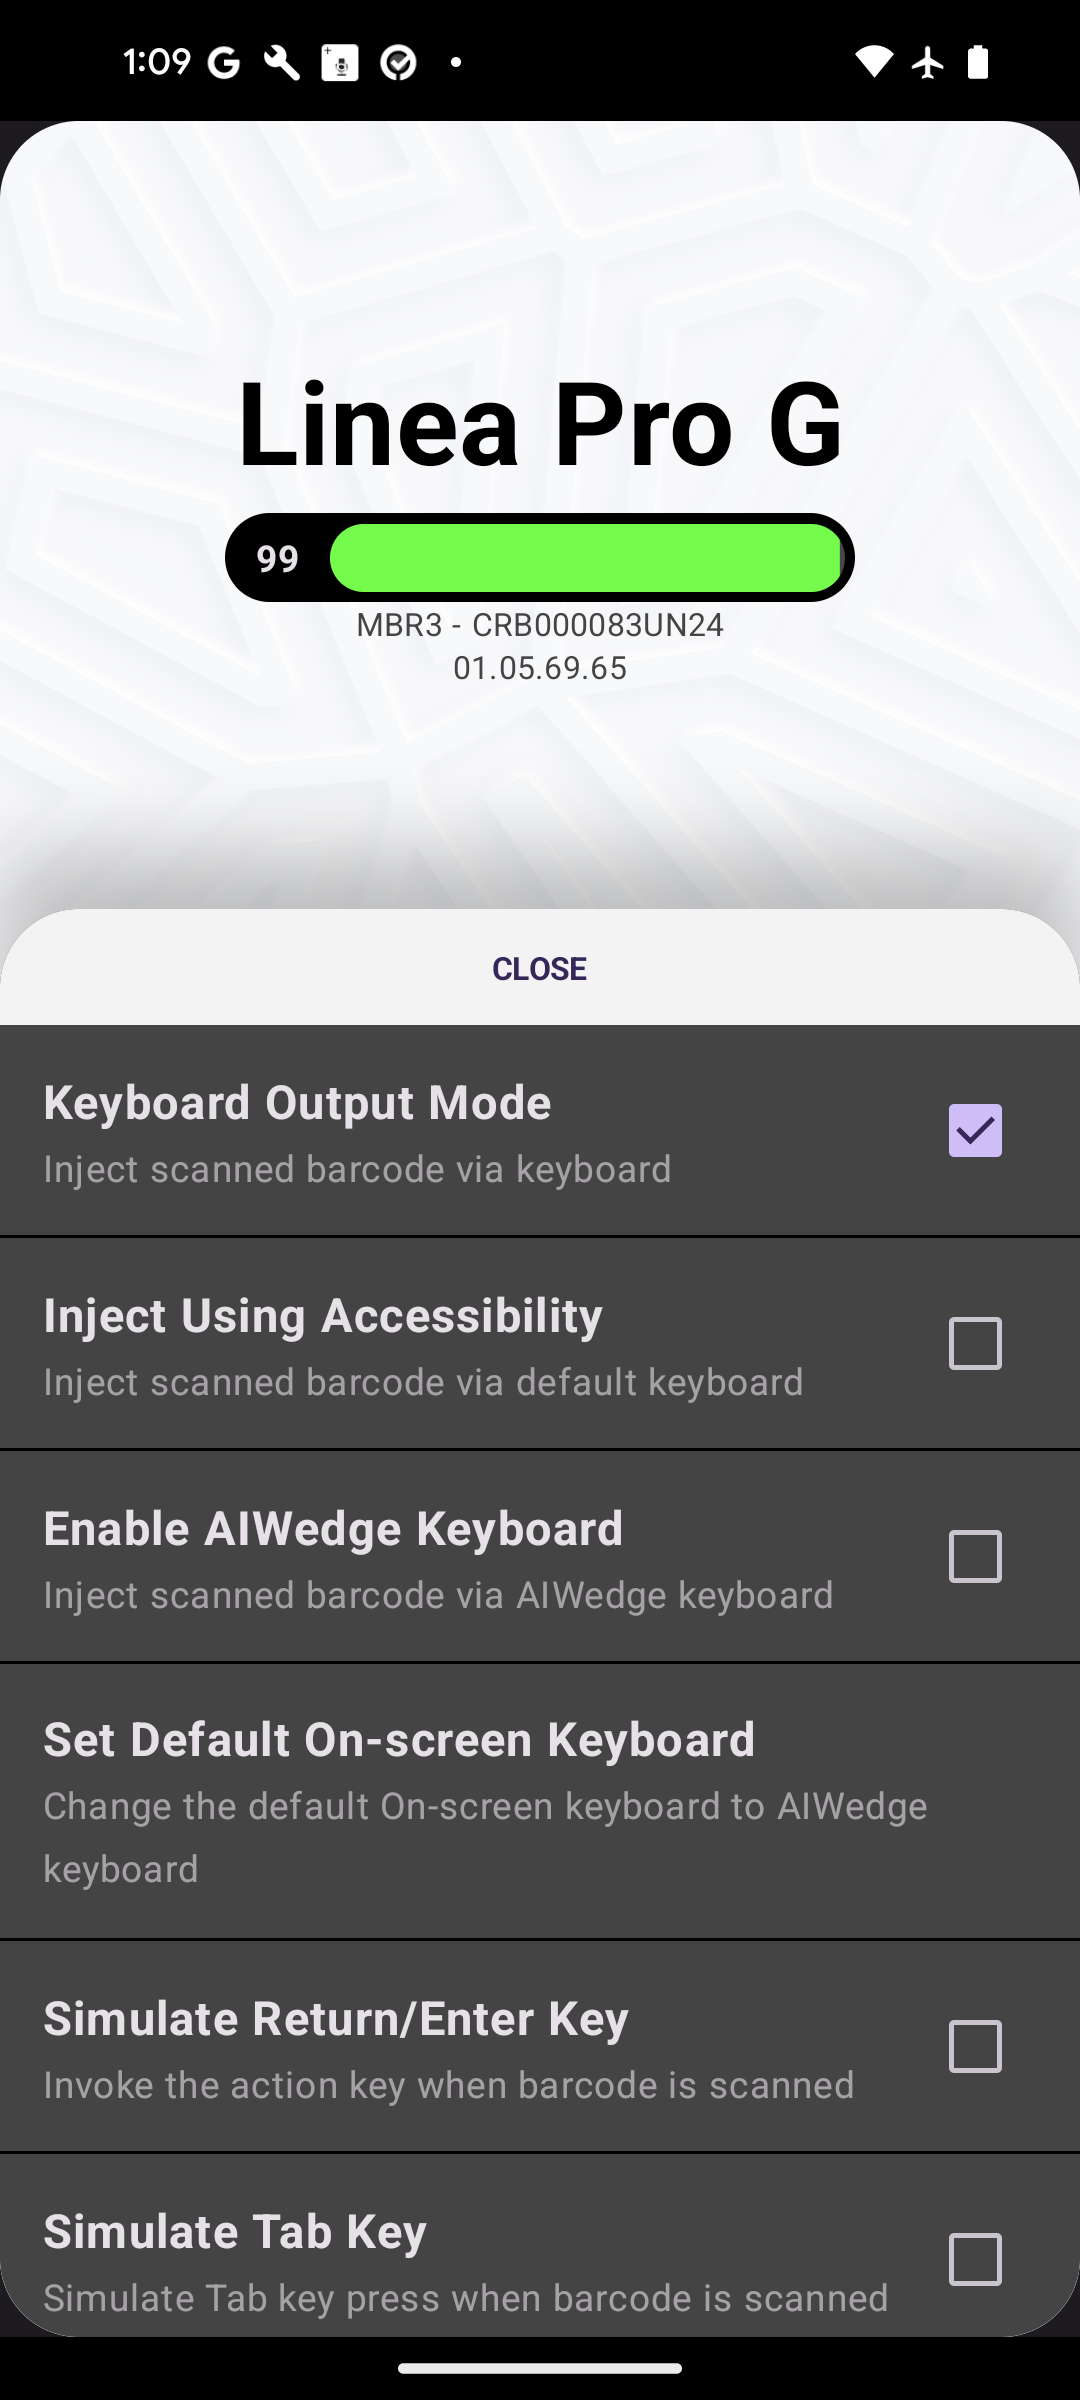 1:09
Linea Pro G
99
MBR3 - CRB000083UN24
01.05.69.65
CLOSE
Keyboard Output Mode
Inject scanned barcode via keyboard
Inject Using Accessibility
Inject scanned barcode via default keyboard
Enable AIWedge Keyboard
Inject scanned barcode via AIWedge keyboard
Set Default On-screen Keyboard
Change the default On-screen keyboard to AIWedge
keyboard
Simulate Return/Enter Key
Invoke the action key when barcode is scanned
Simulate Tab Key
Simulate Tab key press when barcode is scanned